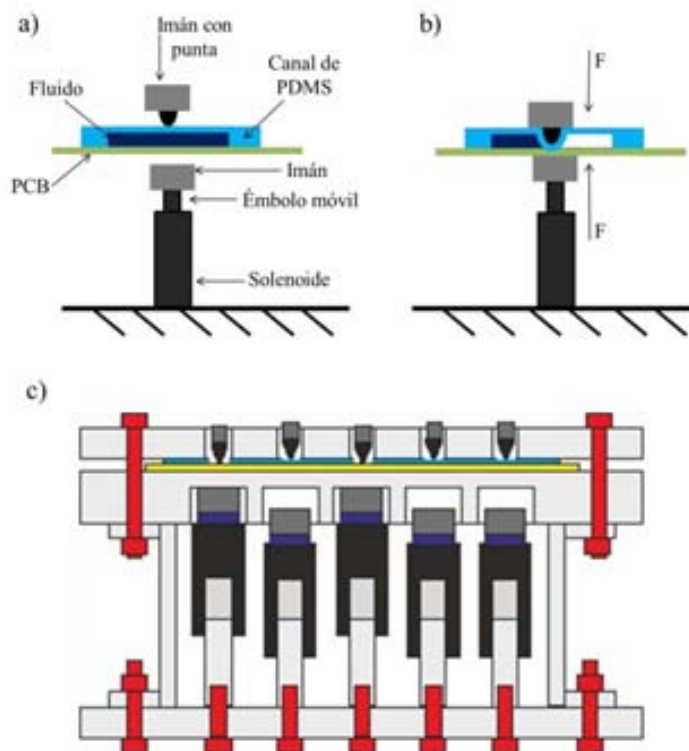 a)
Imán con
punta
Canal de
PDMS
Fluido
PCB
Imán
Émbolo móvil
Solenoide
b)
F
F
c)